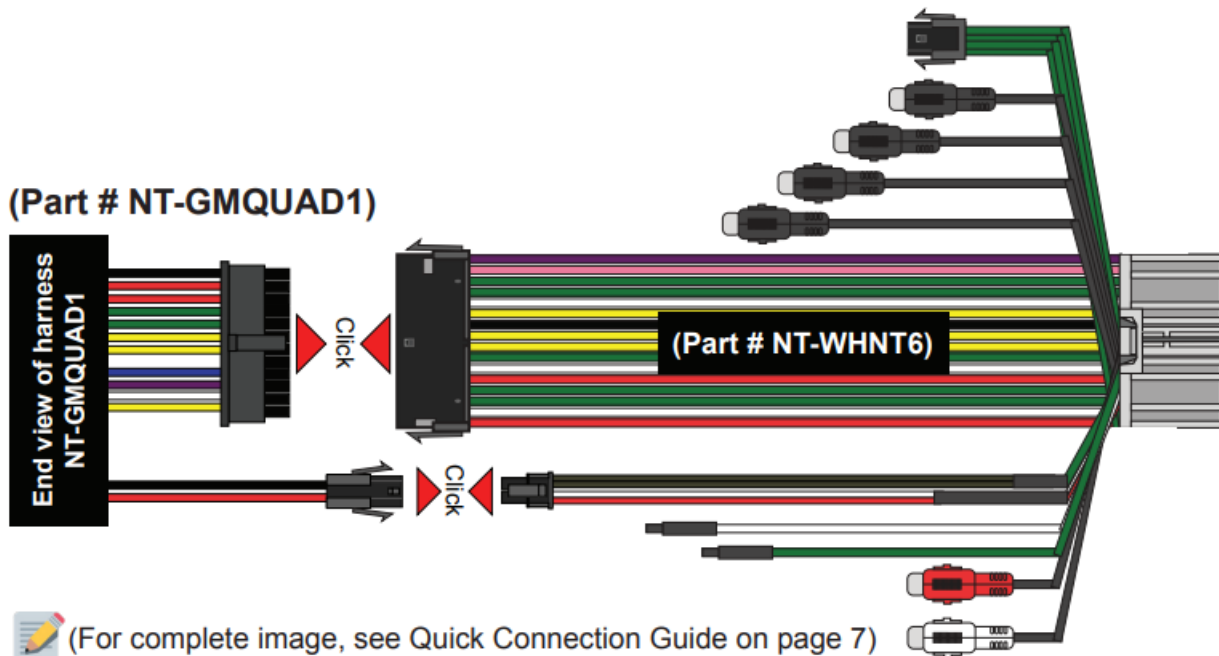 (Part # NT-GMQUAD1)
End view of harness
NT-GMQUAD1
Click
(Part # NT-WHNT6)
Click
(For complete image, see Quick Connection Guide on page 7)